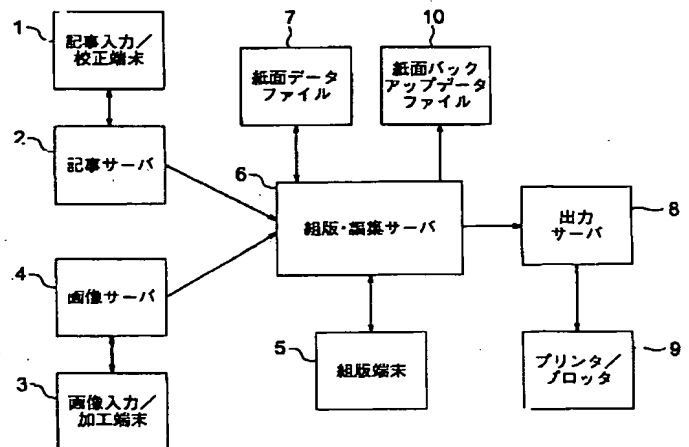 1
記事入力／
校正端末
2
記事サーバ
4
画像サーバ
3
画像入力／
加工端末
7
紙面データ
ファイル
10
紙面バック
アップデータ
ファイル
6
組版・編集サーバ
5
組版端末
出力
サーバ
8
プリンタ／
プロッタ
9